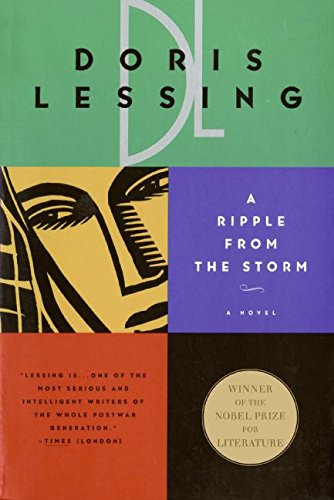 DL
DORIS
LESSING
A
RIPPLE
FROM
THE STORM
A NOVEL
"LESSING IS...ONE OF THE
MOST SERIOUS AND
INTELLIGENT WRITERS OF
THE WHOLE POSTWAR
GENERATION."
–TIMES (LONDON)
WINNER
OF THE
NOBEL PRIZE
FOR
LITERATURE